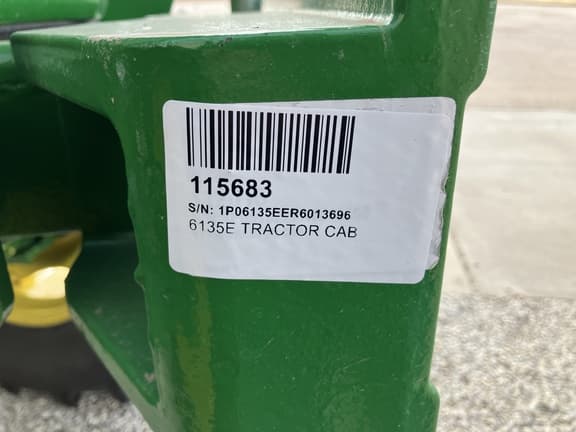 115683
S/N: 1P06135EER6013696
6135E TRACTOR CAB